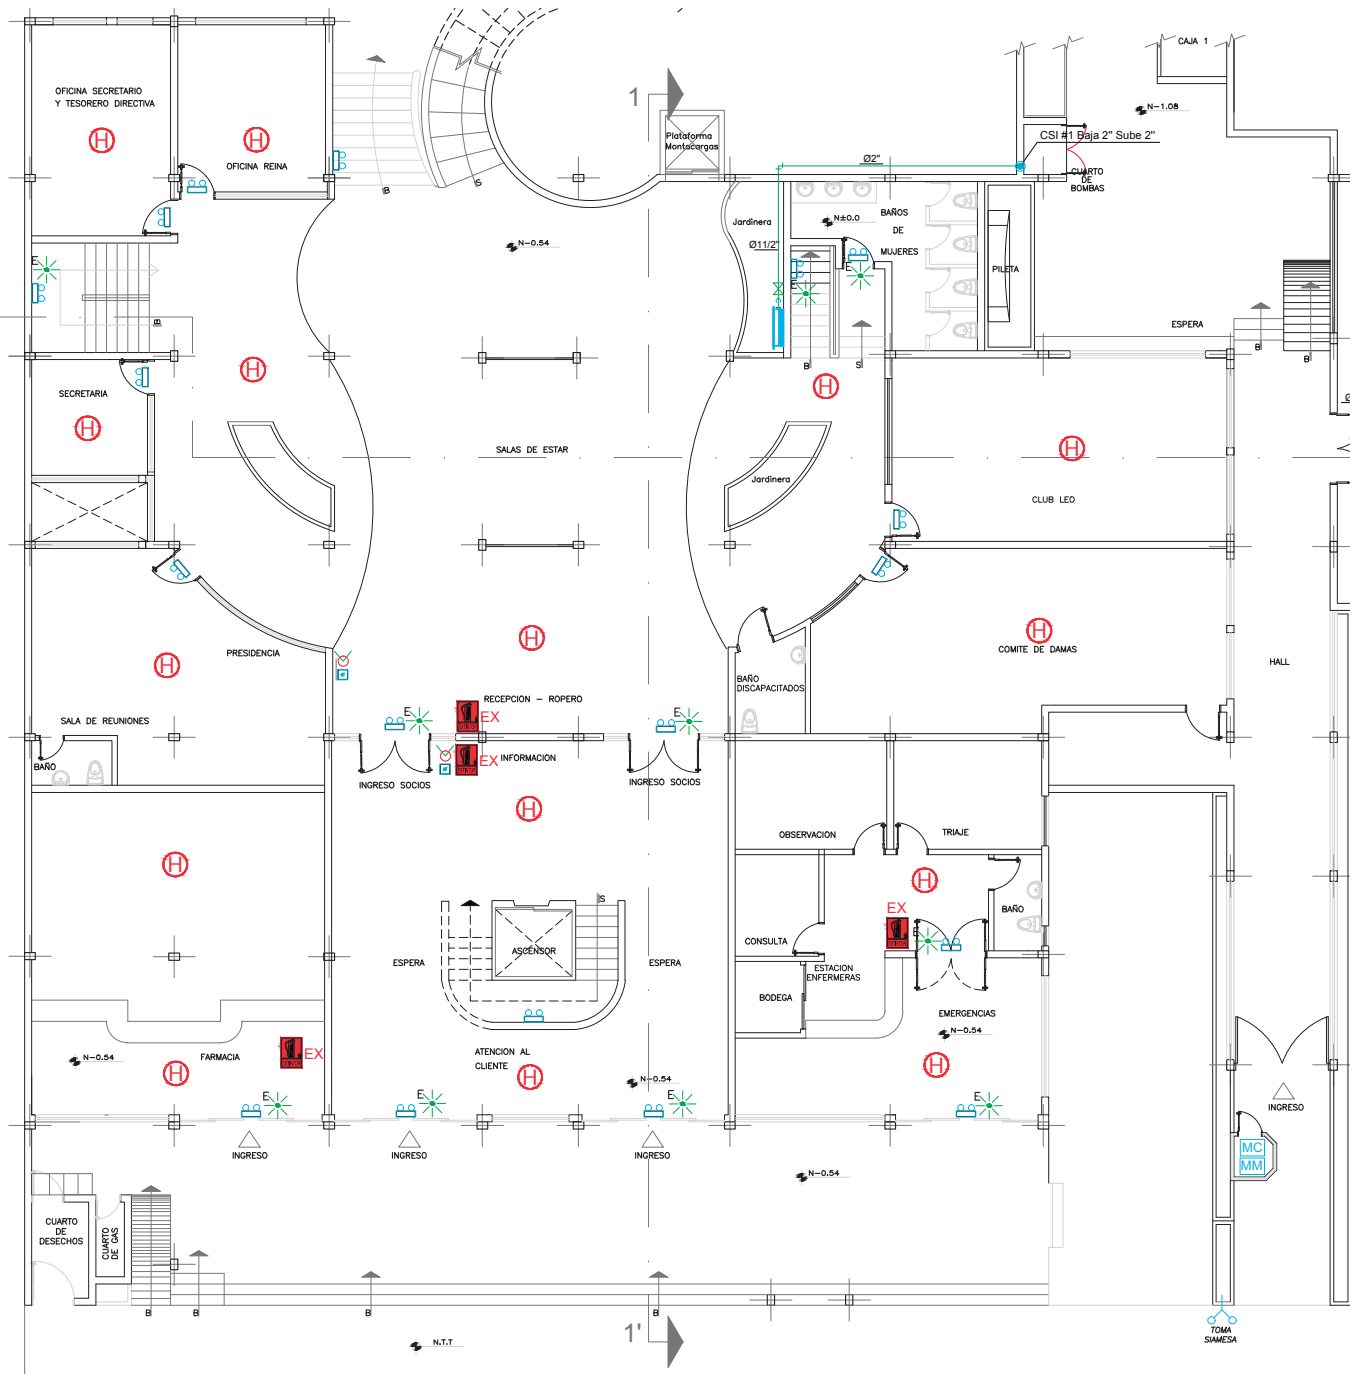 CAJA 1
OFICINA SECRETARIO
Y TESORERO DIRECTIVA
H
H
OFICINA REINA
1
Plataforma
Montacargas
N-1.08
CSI #1 Baja 2" Sube 2"
CUARTO
DE
BOMBAS
Ø2"
B
S
Jardinera
N±0.0
BAÑOS
DE
MUJERES
N-0.54
Ø11/2"
E
E
E
PILETA
B
ESPERA
B
S
B
B
SECRETARIA
H
H
H
H
SALAS DE ESTAR
Jardinera
CLUB LEO
H
H
H
PRESIDENCIA
COMITE DE DAMAS
HALL
BAÑO
DISCAPACITADOS
RECEPCION - ROPERO
SALA DE REUNIONES
E
EX
E
BAÑO
EX
INFORMACION
INGRESO SOCIOS
INGRESO SOCIOS
H
OBSERVACION
TRIAJE
H
H
S
EX
BAÑO
E
CONSULTA
ASCENSOR
ESPERA
ESPERA
ESTACION
ENFERMERAS
BODEGA
EMERGENCIAS
N-0.54
EX
FARMACIA
N-0.54
ATENCION AL
CLIENTE
H
H
H
N-0.54
E
E
E
E
INGRESO
INGRESO
INGRESO
INGRESO
MC
MM
N-0.54
CUARTO
DE
DESECHOS
CUARTO
DE GAS
B
B
B
B
1'
N.T.T
TOMA
SIAMESA